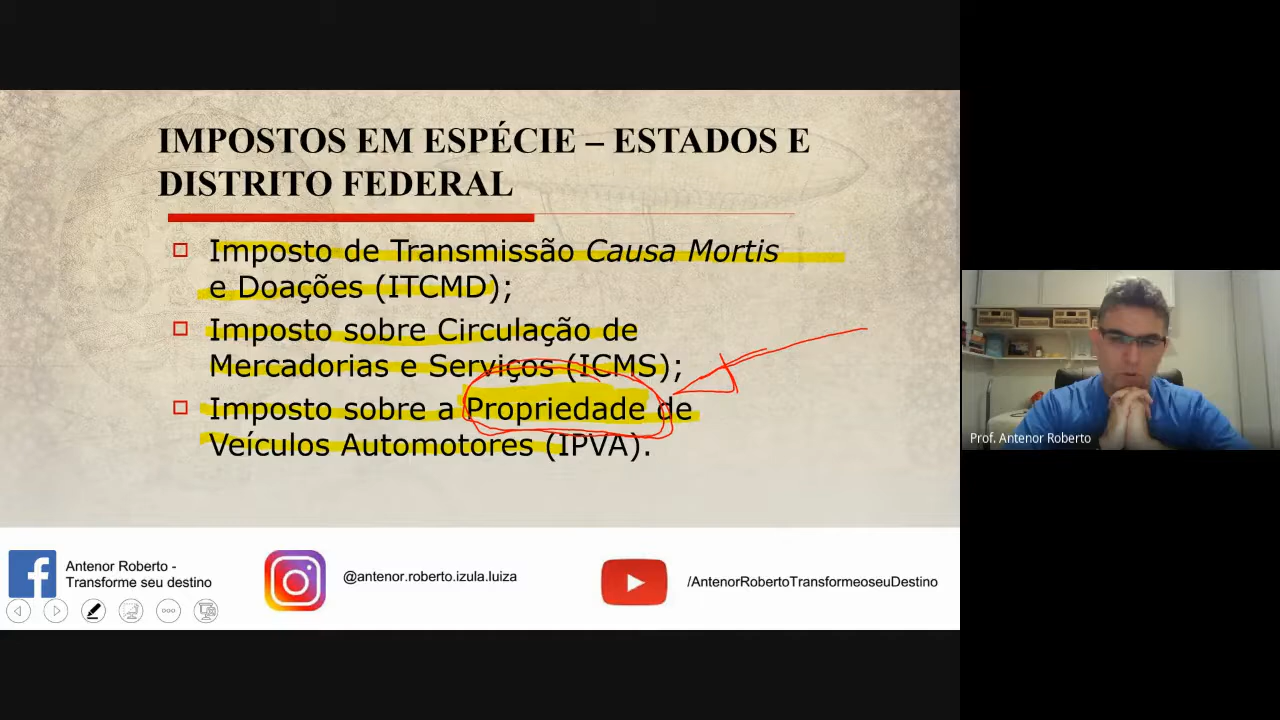 IMPOSTOS EM ESPÉCIE – ESTADOS E
DISTRITO FEDERAL
Imposto de Transmissão Causa Mortis
e Doações (ITCMD);
Imposto sobre Circulação de
Mercadorias e Serviços (ICMS);
Imposto sobre a Propriedade de
Veículos Automotores (IPVA).
Prof. Antenor Roberto
Antenor Roberto -
Transforme seu destino
@antenor.roberto.izula.luiza
/AntenorRobertoTransformeoseuDestino